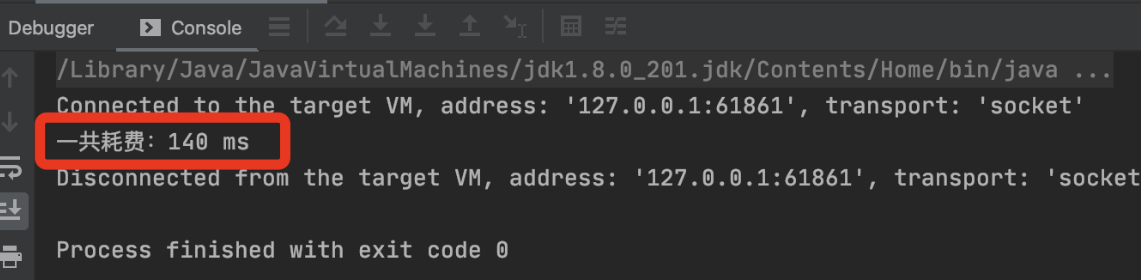 Debugger
Console
/Library/Java/JavaVirtualMachines/jdk1.8.0_201.jdk/Contents/Home/bin/java ...
Connected to the target VM, address: '127.0.0.1:61861', transport: 'socket'
一共耗费：140 ms
Disconnected from the target VM, address: '127.0.0.1:61861', transport: 'socket
Process finished with exit code 0